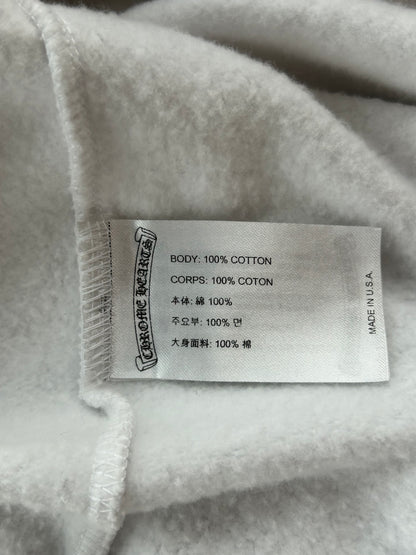 CHROME HEARTS
BODY: 100% COTTON
CORPS: 100% COTON
本体: 綿 100%
주요부: 100% 면
大身面料: 100% 棉
MADE IN U.S.A.